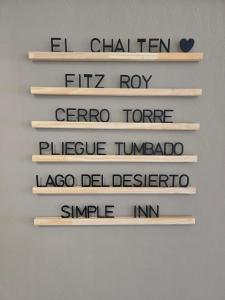 EL CHALTEN
FITZ ROY
CERRO TORRE
PLIEGUE TUMBADO
LAGO DEL DESIERTO
SIMPLE INN